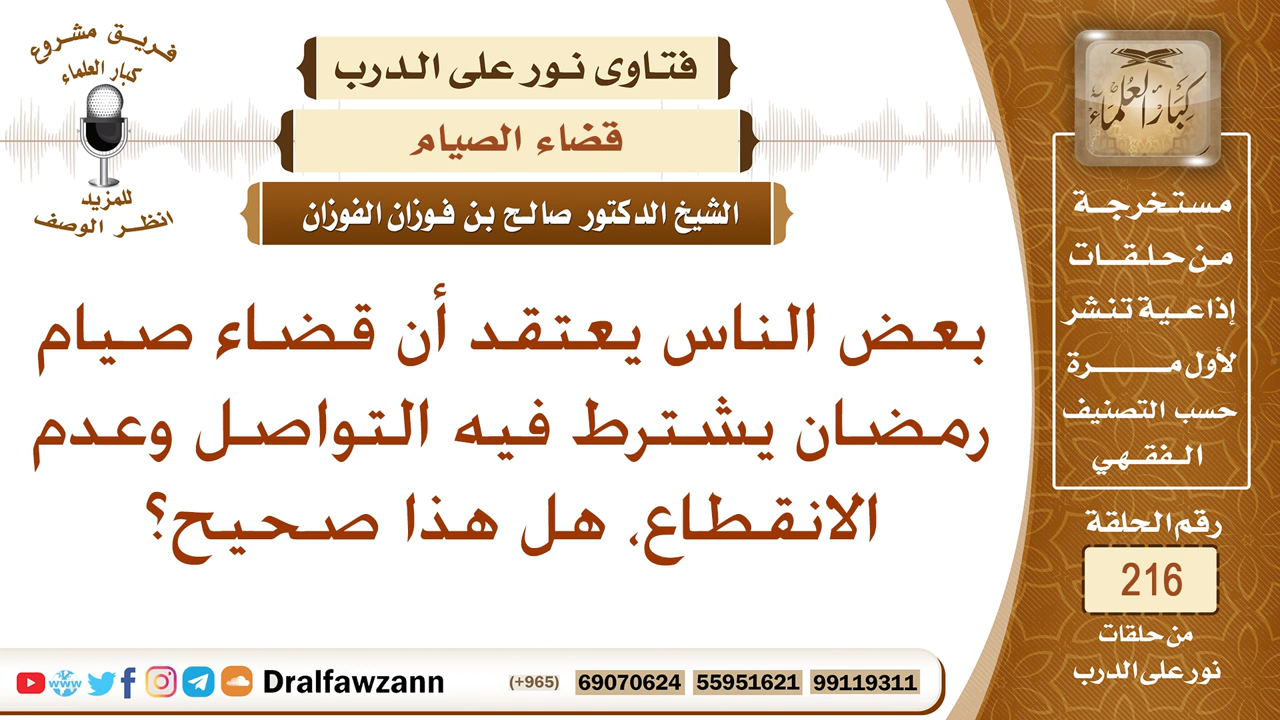 فريق مشروع
كبار العلماء
للمزيد
انظر الوصف
فتاوى نور على الدرب
قضاء الصيام
الشيخ الدكتور صالح بن فوزان الفوزان
بعض الناس يعتقد أن قضاء صيام
رمضان يشترط فيه التواصل وعدم
الانقطاع، هل هذا صحيح؟
كبار العلماء
مستخرجة
من حلقات
إذاعية تنشر
لأول مرة
حسب التصنيف
الفقهي
رقم الحلقة
216
من حلقات
نور على الدرب
www
Dralfawzann (+965) 69070624 55951621 99119311